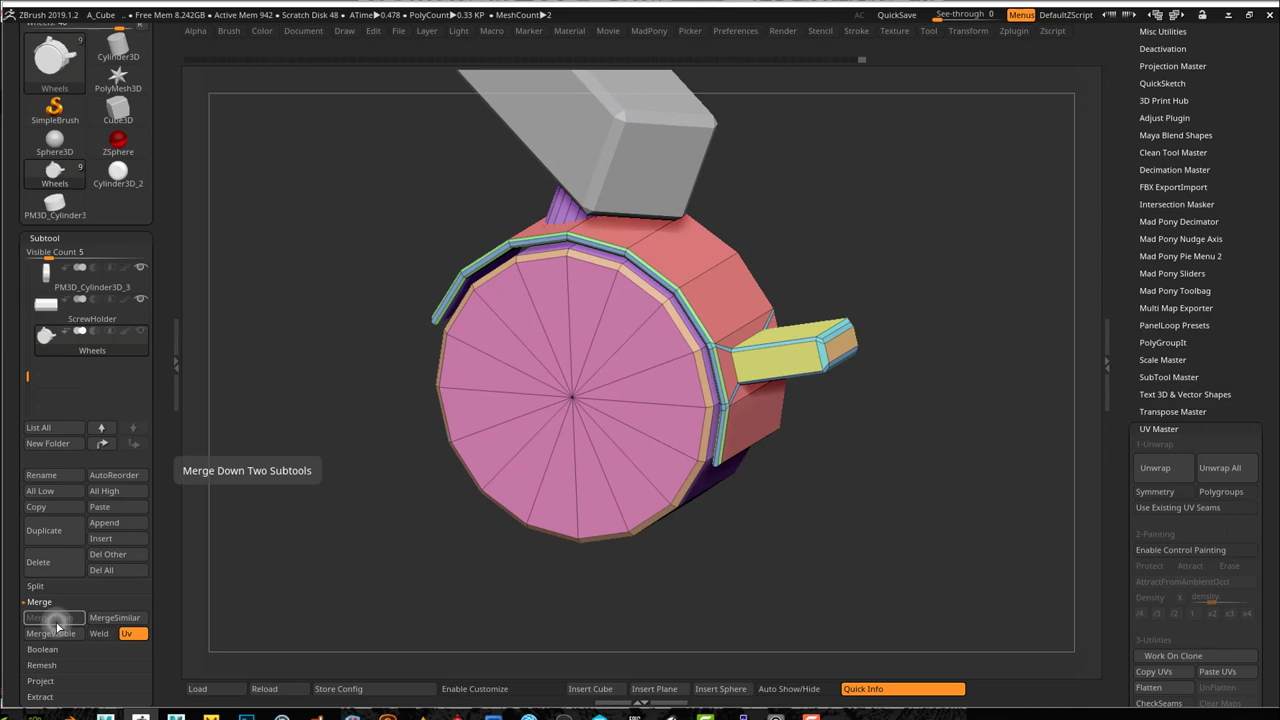 ZBrush 2019.1.2 A_Cube .. • Free Mem 8.242GB • Active Mem 942 • Scratch Disk 48 • ATime▶0.478 • PolyCount▶0.33 KP • MeshCount▶2 AC QuickSave See-through 0 Menus DefaultZScript
Alpha Brush Color Document Draw Edit File Layer Light Macro Marker Material Movie MadPony Picker Preferences Render Stencil Stroke Texture Tool Transform Zplugin Zscript
9
Wheels
Cylinder3D
PolyMesh3D
SimpleBrush
Cube3D
Sphere3D
ZSphere
9
Wheels
Cylinder3D_2
PM3D_Cylinder3
Subtool
Visible Count 5
PM3D_Cylinder3D_3
ScrewHolder
Wheels
List All
New Folder
Rename AutoReorder
All Low All High
Copy Paste
Duplicate
Append
Insert
Delete
Del Other
Del All
Split
Merge
MergeSimilar
MergeVisible Weld Uv
Boolean
Remesh
Project
Extract
Merge Down Two Subtools
Load Reload Store Config Enable Customize Insert Cube Insert Plane Insert Sphere Auto Show/Hide Quick Info
Misc Utilities
Deactivation
Projection Master
QuickSketch
3D Print Hub
Adjust Plugin
Maya Blend Shapes
Clean Tool Master
Decimation Master
FBX ExportImport
Intersection Masker
Mad Pony Decimator
Mad Pony Nudge Axis
Mad Pony Pie Menu 2
Mad Pony Sliders
Mad Pony Toolbag
Multi Map Exporter
PanelLoop Presets
PolyGroupIt
Scale Master
SubTool Master
Text 3D & Vector Shapes
Transpose Master
UV Master
1-Unwrap
Unwrap Unwrap All
Symmetry Polygroups
Use Existing UV Seams
2-Painting
Enable Control Painting
Protect Attract Erase
AttractFromAmbientOccl
Density X density
/4 /3 /2 1 x2 x3 x4
3-Utilities
Work On Clone
Copy UVs Paste UVs
Flatten UnFlatten
CheckSeams Clear Maps